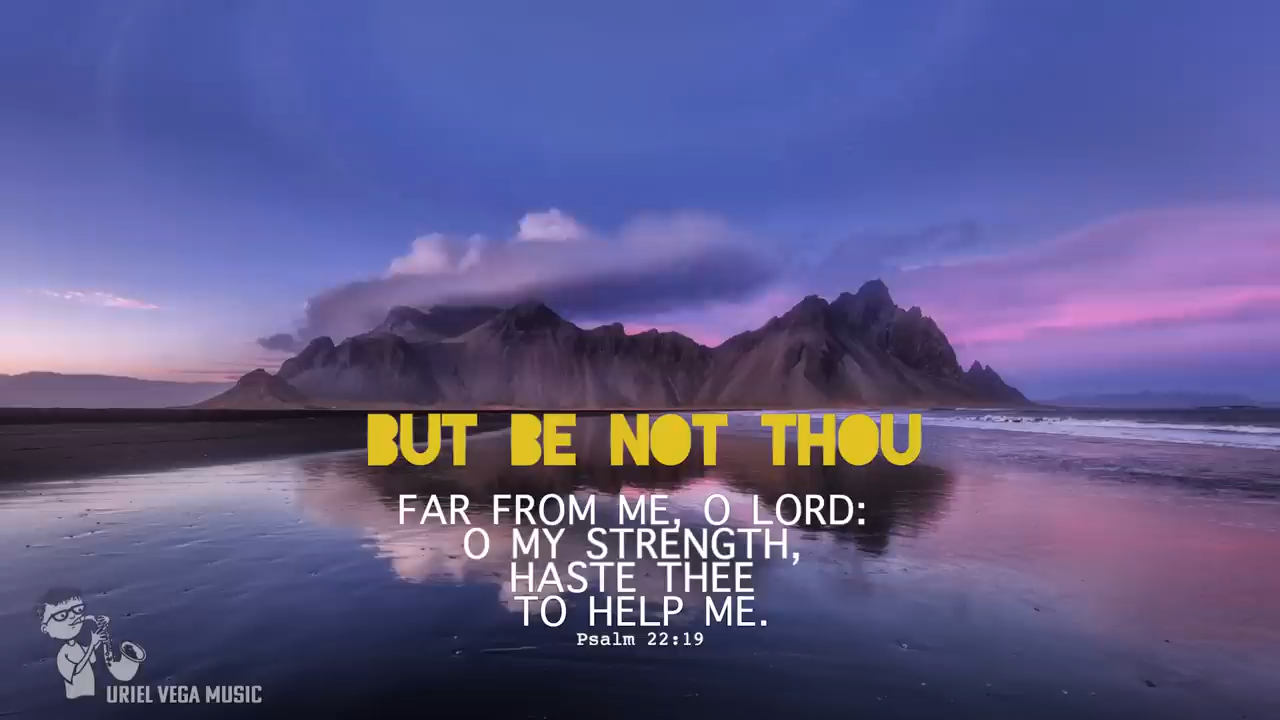 BUT BE NOT THOU
FAR FROM ME, O LORD:
O MY STRENGTH,
HASTE THEE
TO HELP ME.
Psalm 22:19
URIEL VEGA MUSIC